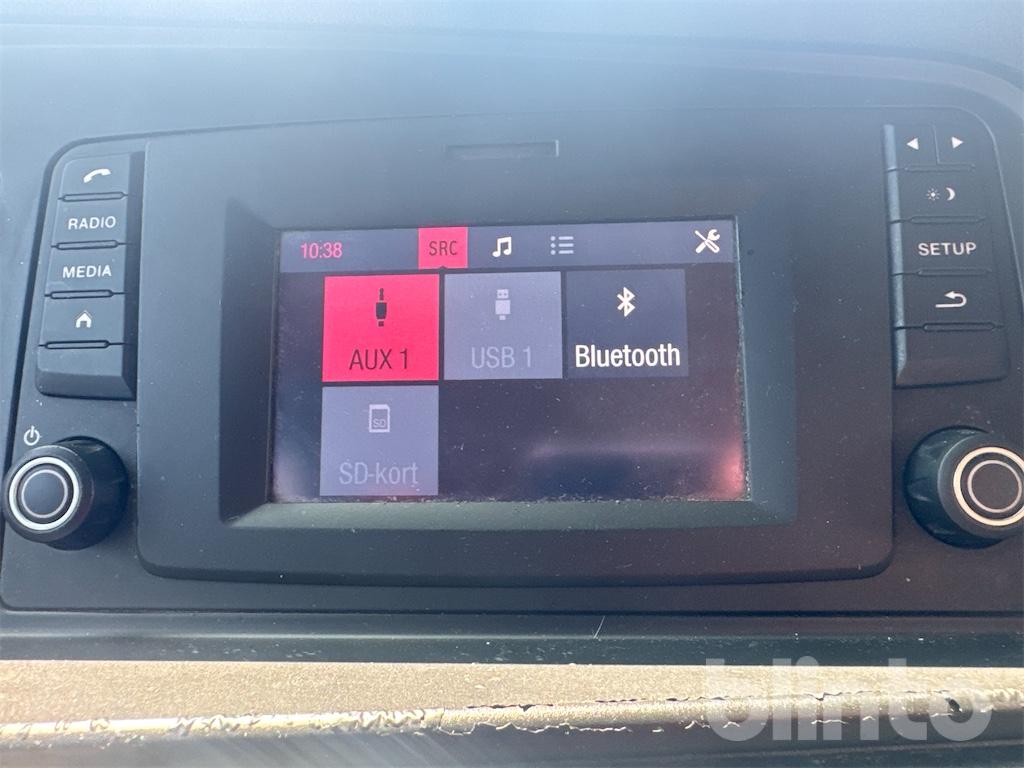 RADIO
MEDIA
10:38 SRC
AUX 1 USB 1 Bluetooth
SD
SD-kort
SETUP
blinto